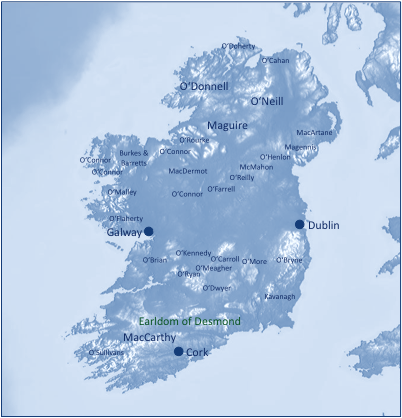 O'Doherty
O'Cahan
O'Donnell
O'Neill
Maguire
MacArtane
O'Rourke
Magennis
Burkes &
Barretts
O'Connor
O'Henlon
O'Connor
McMahon
O'Connor
MacDermot
O'Reilly
O'Malley
O'Connor
O'Farrell
O'Flaherty
Galway
Dublin
O'Kennedy
O'Brian
O'Carroll
O'More
O'Bryne
O'Meagher
O'Ryan
O'Dwyer
Kavanagh
Earldom of Desmond
MacCarthy
O'Sullivans
Cork